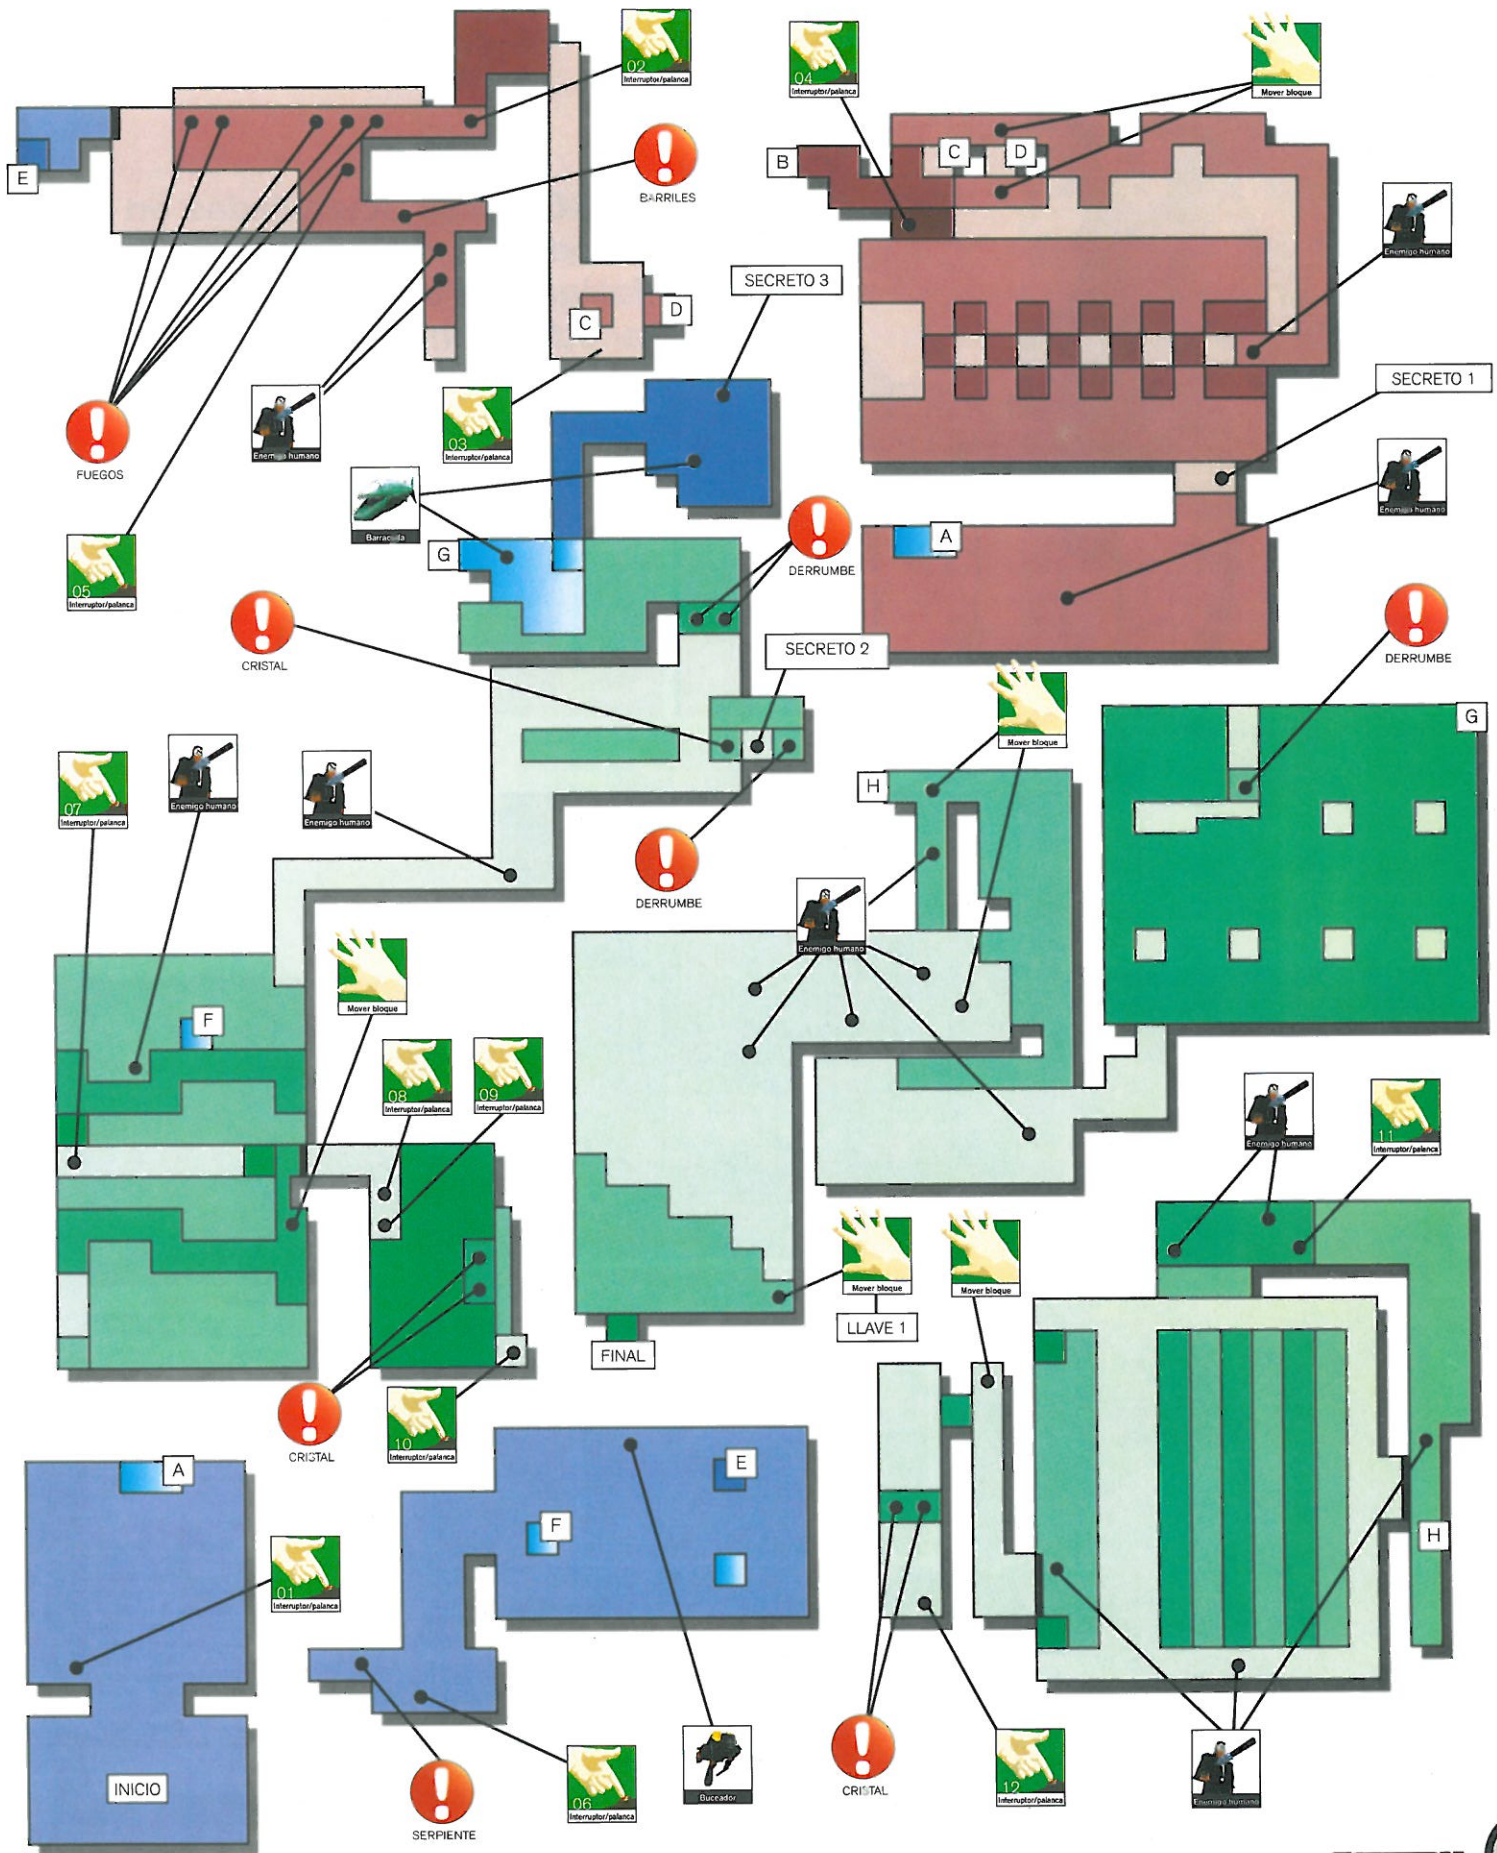 02
Interruptor/palanca
04
Interruptor/palanca
Mover bloque
B
C
D
E
BARRILES
Enemigo humano
SECRETO 3
C
D
SECRETO 1
03
Interruptor/palanca
FUEGOS
Enemigo humano
Enemigo humano
Barracuda
G
A
DERRUMBE
05
Interruptor/palanca
CRISTAL
SECRETO 2
DERRUMBE
Mover bloque
G
07
Interruptor/palanca
Enemigo humano
Enemigo humano
H
DERRUMBE
Enemigo humano
Mover bloque
F
08
Interruptor/palanca
09
Interruptor/palanca
Enemigo humano
11
Interruptor/palanca
Mover bloque
Mover bloque
LLAVE 1
FINAL
CRISTAL
10
Interruptor/palanca
A
E
F
H
01
Interruptor/palanca
INICIO
SERPIENTE
06
Interruptor/palanca
Buceador
CRISTAL
12
Interruptor/palanca
Enemigo humano